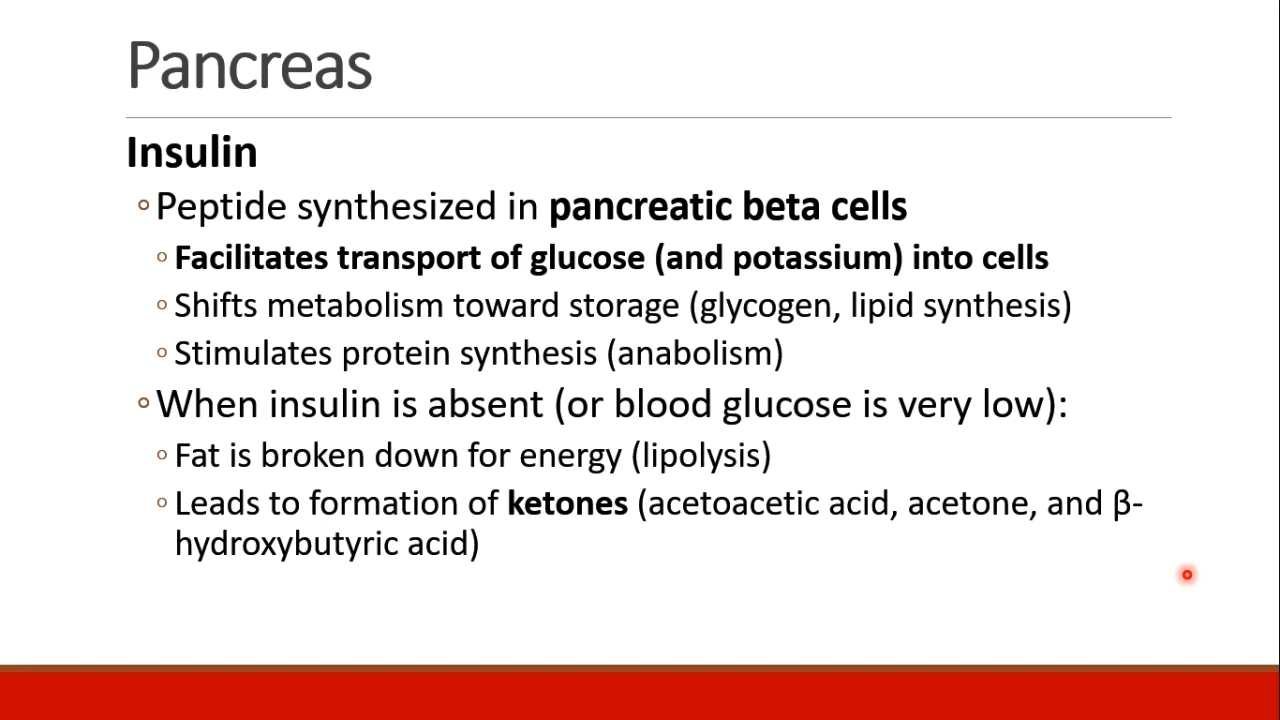 Pancreas
Insulin
◦Peptide synthesized in pancreatic beta cells
◦Facilitates transport of glucose (and potassium) into cells
◦Shifts metabolism toward storage (glycogen, lipid synthesis)
◦Stimulates protein synthesis (anabolism)
◦When insulin is absent (or blood glucose is very low):
◦Fat is broken down for energy (lipolysis)
◦Leads to formation of ketones (acetoacetic acid, acetone, and β-
hydroxybutyric acid)